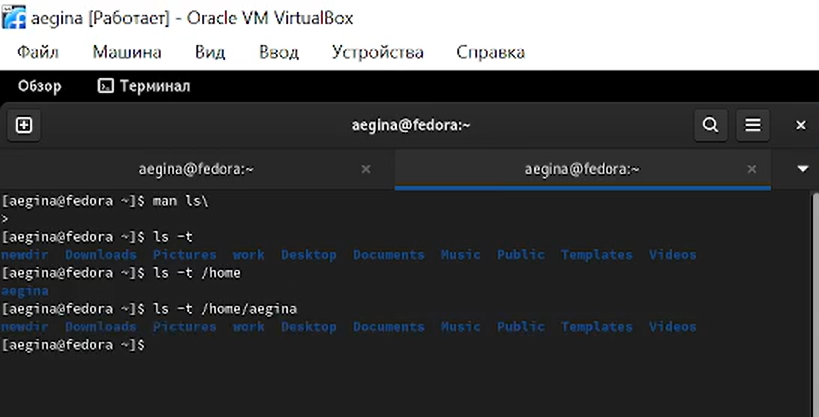 aegina [Работает] - Oracle VM VirtualBox
Файл Машина Вид Ввод Устройства Справка
Обзор Терминал
aegina@fedora:~
aegina@fedora:~ aegina@fedora:~
[aegina@fedora ~]$ man ls\
>
[aegina@fedora ~]$ ls -t
newdir Downloads Pictures work Desktop Documents Music Public Templates Videos
[aegina@fedora ~]$ ls -t /home
aegina
[aegina@fedora ~]$ ls -t /home/aegina
newdir Downloads Pictures work Desktop Documents Music Public Templates Videos
[aegina@fedora ~]$